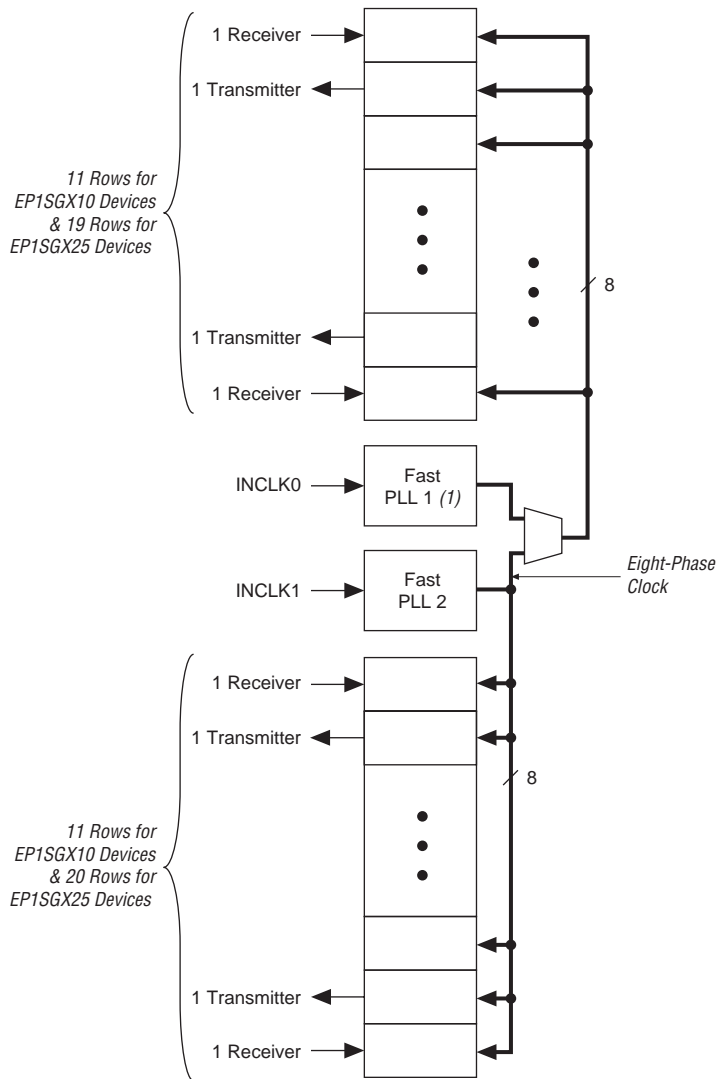 1 Receiver
1 Transmitter
11 Rows for
EP1SGX10 Devices
& 19 Rows for
EP1SGX25 Devices
8
1 Transmitter
1 Receiver
INCLK0
Fast
PLL 1 (1)
INCLK1
Fast
PLL 2
Eight-Phase
Clock
1 Receiver
1 Transmitter
8
11 Rows for
EP1SGX10 Devices
& 20 Rows for
EP1SGX25 Devices
1 Transmitter
1 Receiver